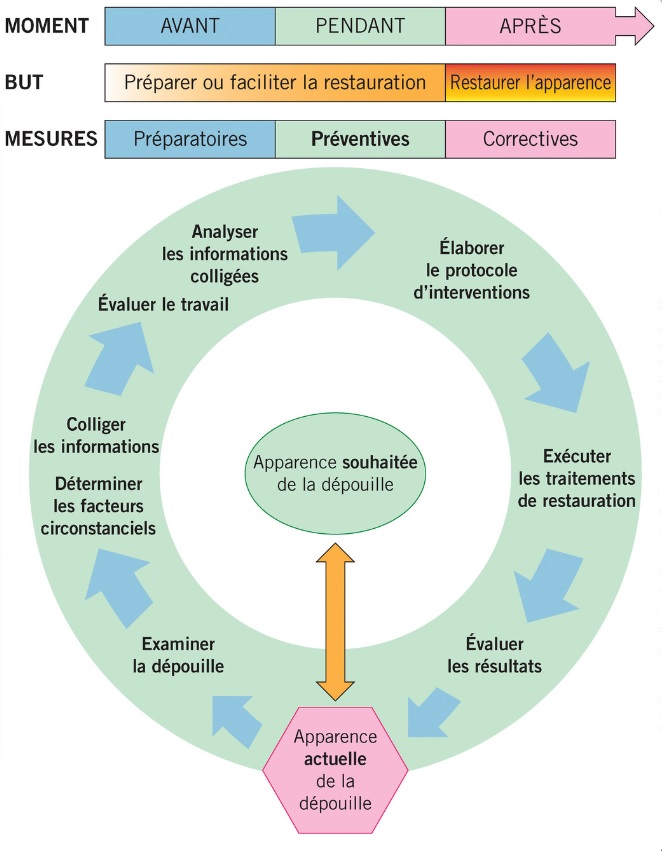 MOMENT AVANT PENDANT APRÈS
BUT Préparer ou faciliter la restauration Restaurer l'apparence
MESURES Préparatoires Préventives Correctives
Analyser
les informations
colligées
Évaluer le travail
Élaborer
le protocole
d'interventions
Colliger
les informations
Déterminer
les facteurs
circonstanciels
Apparence souhaitée
de la dépouille
Exécuter
les traitements
de restauration
Examiner
la dépouille
Évaluer
les résultats
Apparence
actuelle
de la
dépouille